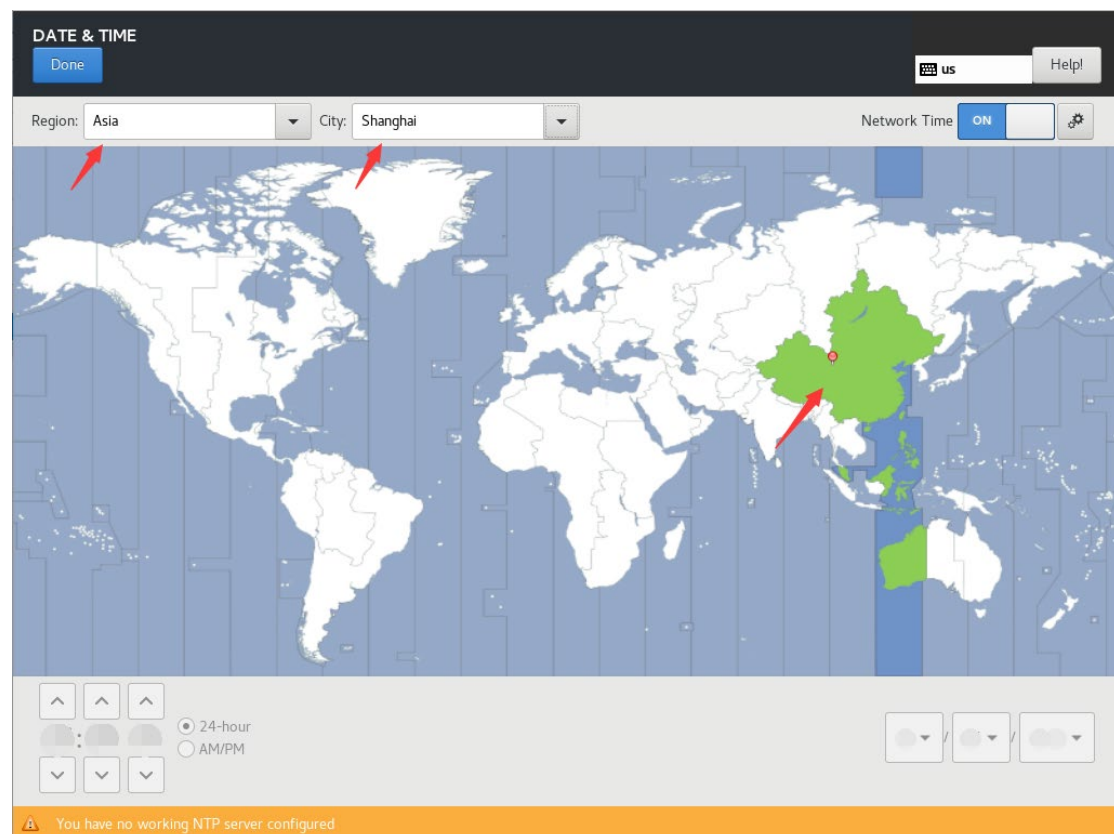 DATE & TIME
Done
us
Help!
Region: Asia City: Shanghai Network Time ON
24-hour
AM/PM
/ /
You have no working NTP server configured